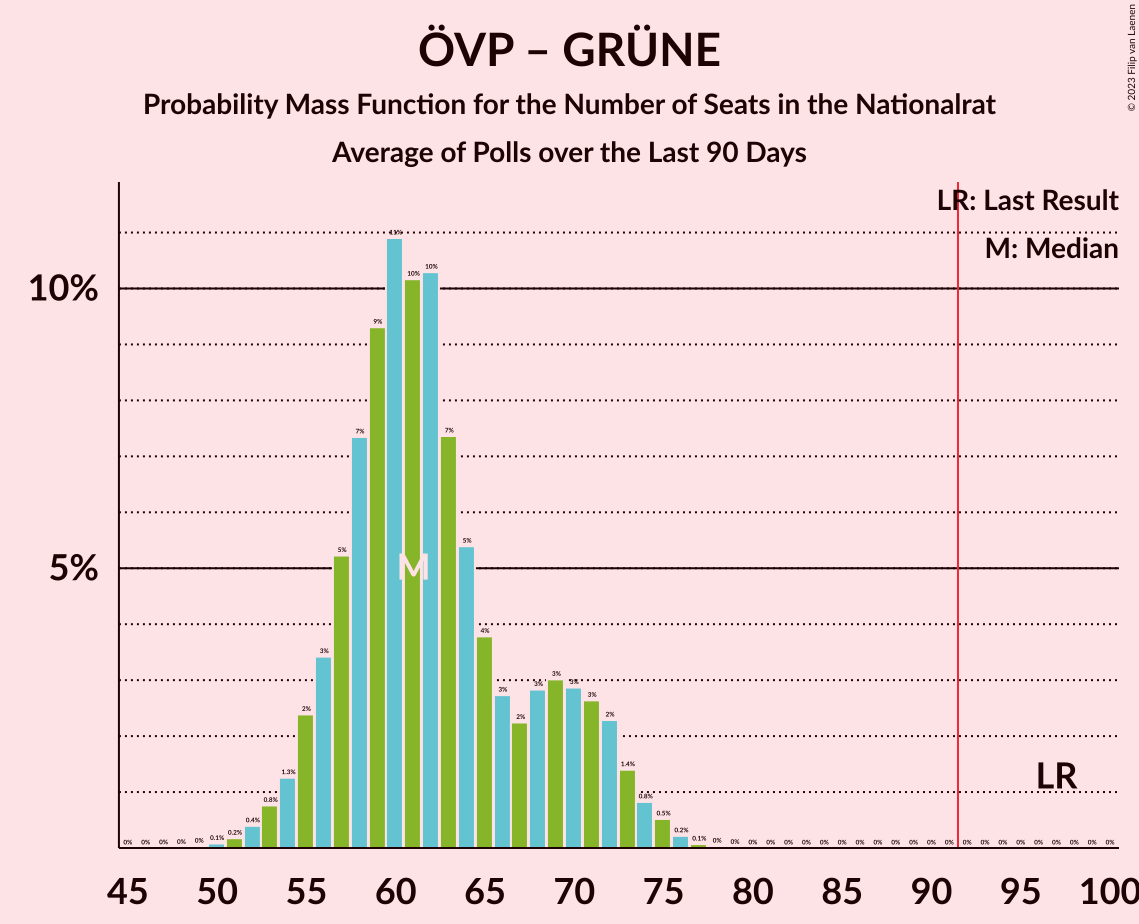 ÖVP – GRÜNE
Probability Mass Function for the Number of Seats in the Nationalrat
Average of Polls over the Last 90 Days
© 2023 Filip van Laenen
LR: Last Result
M: Median
10%
5%
0% 0% 0% 0% 0% 0.1% 0.2% 0.4% 0.8% 1.3% 2% 3% 5% 7% 9% 11% 10% 10% 7% 5% 4% 3% 2% 3% 3% 3% 3% 2% 1.4% 0.8% 0.5% 0.2% 0.1% 0% 0% 0% 0% 0% 0% 0% 0% 0% 0% 0% 0% 0% 0% 0% 0% 0% 0% 0% 0% 0% 0% 0%
M
LR
45 50 55 60 65 70 75 80 85 90 95 100